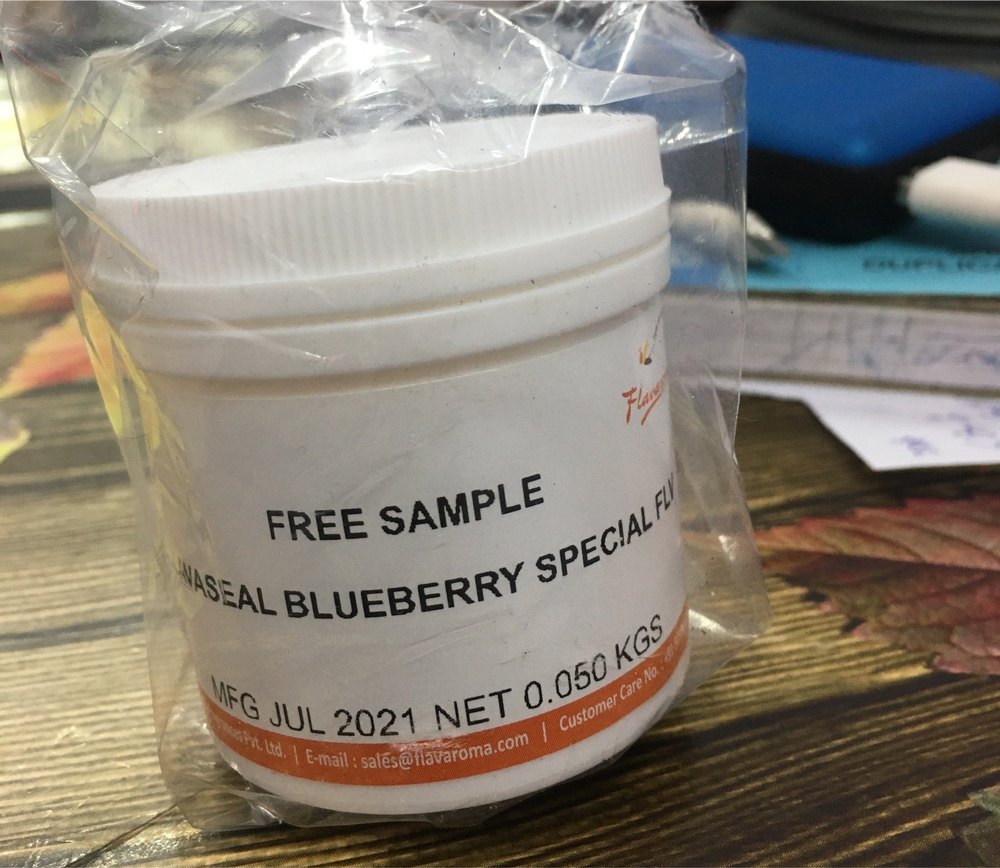 FREE SAMPLE
BLUEBERRY SPECIAL
MFG JUL 2021 NET 0.050 KGS
Pvt. Ltd. | E-mail : sales@flavaroma.com | Customer Care No. :